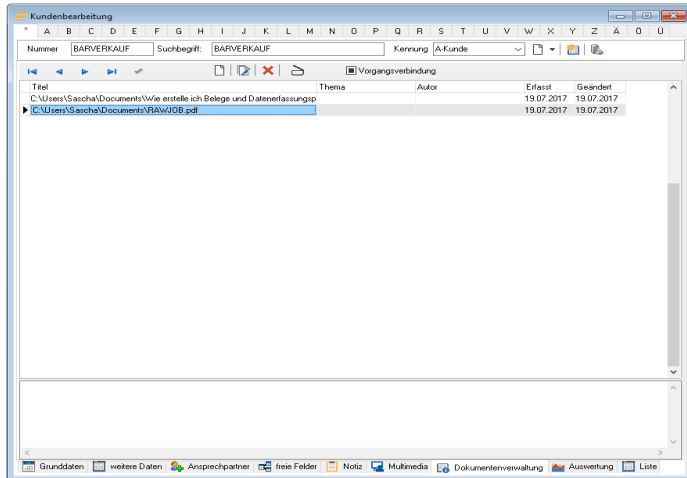 Kundenbearbeitung
* A B C D E F G H I J K L M N O P Q R S T U V W X Y Z Ä Ö Ü
Nummer BARVERKAUF Suchbegriff: BARVERKAUF Kennung A-Kunde
Vorgangsverbindung
Titel Thema Autor Erfasst Geändert
C:\Users\Sascha\Documents\Wie erstelle ich Belege und Datenerfassungsp 19.07.2017 19.07.2017
C:\Users\Sascha\Documents\RAWJOB.pdf 19.07.2017 19.07.2017
Grunddaten weitere Daten Ansprechpartner freie Felder Notiz Multimedia Dokumentenverwaltung Auswertung Liste